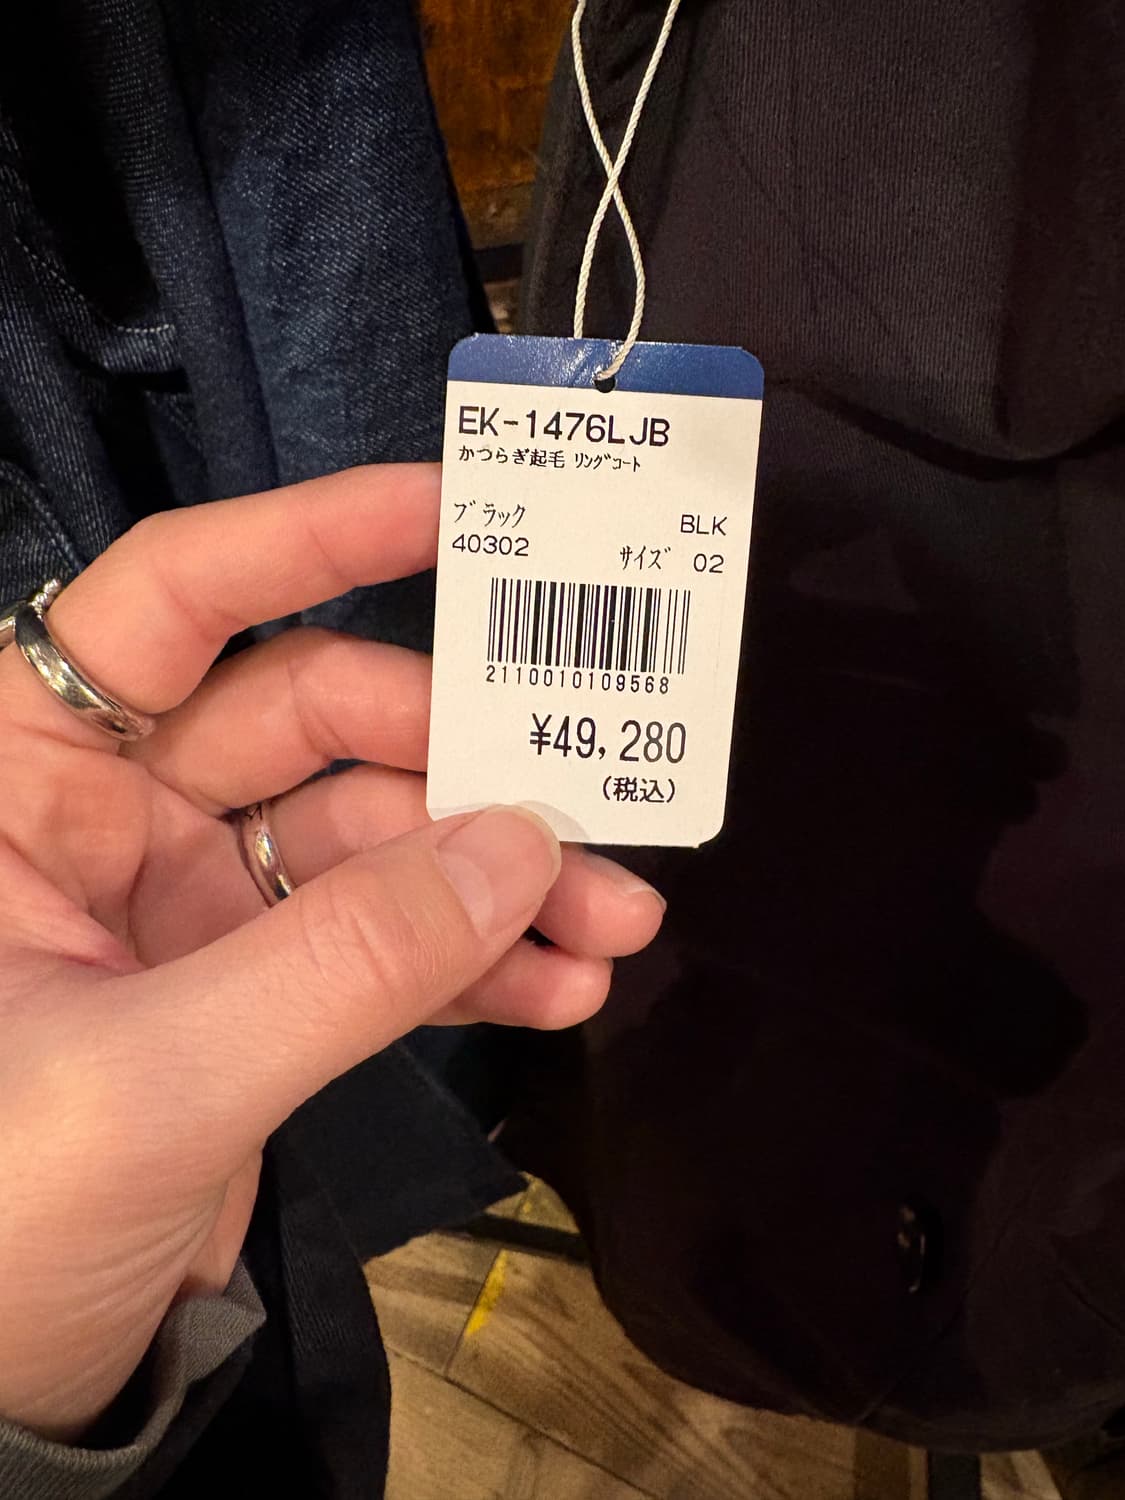 EK-1476LJB
かつらぎ起毛 ﾘﾝｸﾞｺｰﾄ
ﾌﾞﾗｯｸ BLK
40302 ｻｲｽﾞ 02
2110010109568
¥49,280
(税込)